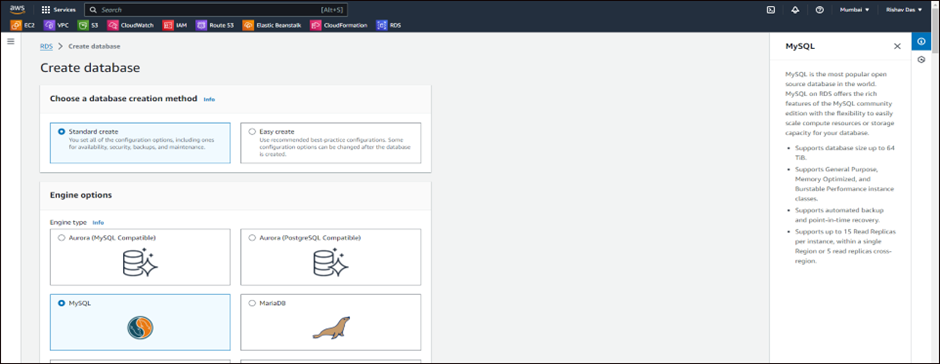 aws
Services
Search
[Alt+S]
Mumbai
Rishav Das
EC2
VPC
S3
CloudWatch
IAM
Route 53
Elastic Beanstalk
CloudFormation
RDS
RDS > Create database
Create database
Choose a database creation method Info
Standard create
You set all of the configuration options, including ones
for availability, security, backups, and maintenance.
Easy create
Use recommended best-practice configurations. Some
configuration options can be changed after the database
is created.
Engine options
Engine type Info
Aurora (MySQL Compatible)
Aurora (PostgreSQL Compatible)
MySQL
MariaDB
MySQL
MySQL is the most popular open
source database in the world.
MySQL on RDS offers the rich
features of the MySQL community
edition with the flexibility to easily
scale compute resources or storage
capacity for your database.
• Supports database size up to 64
TiB.
• Supports General Purpose,
Memory Optimized, and
Burstable Performance instance
classes.
• Supports automated backup
and point-in-time recovery.
• Supports up to 15 Read Replicas
per instance, within a single
Region or 5 read replicas cross-
region.